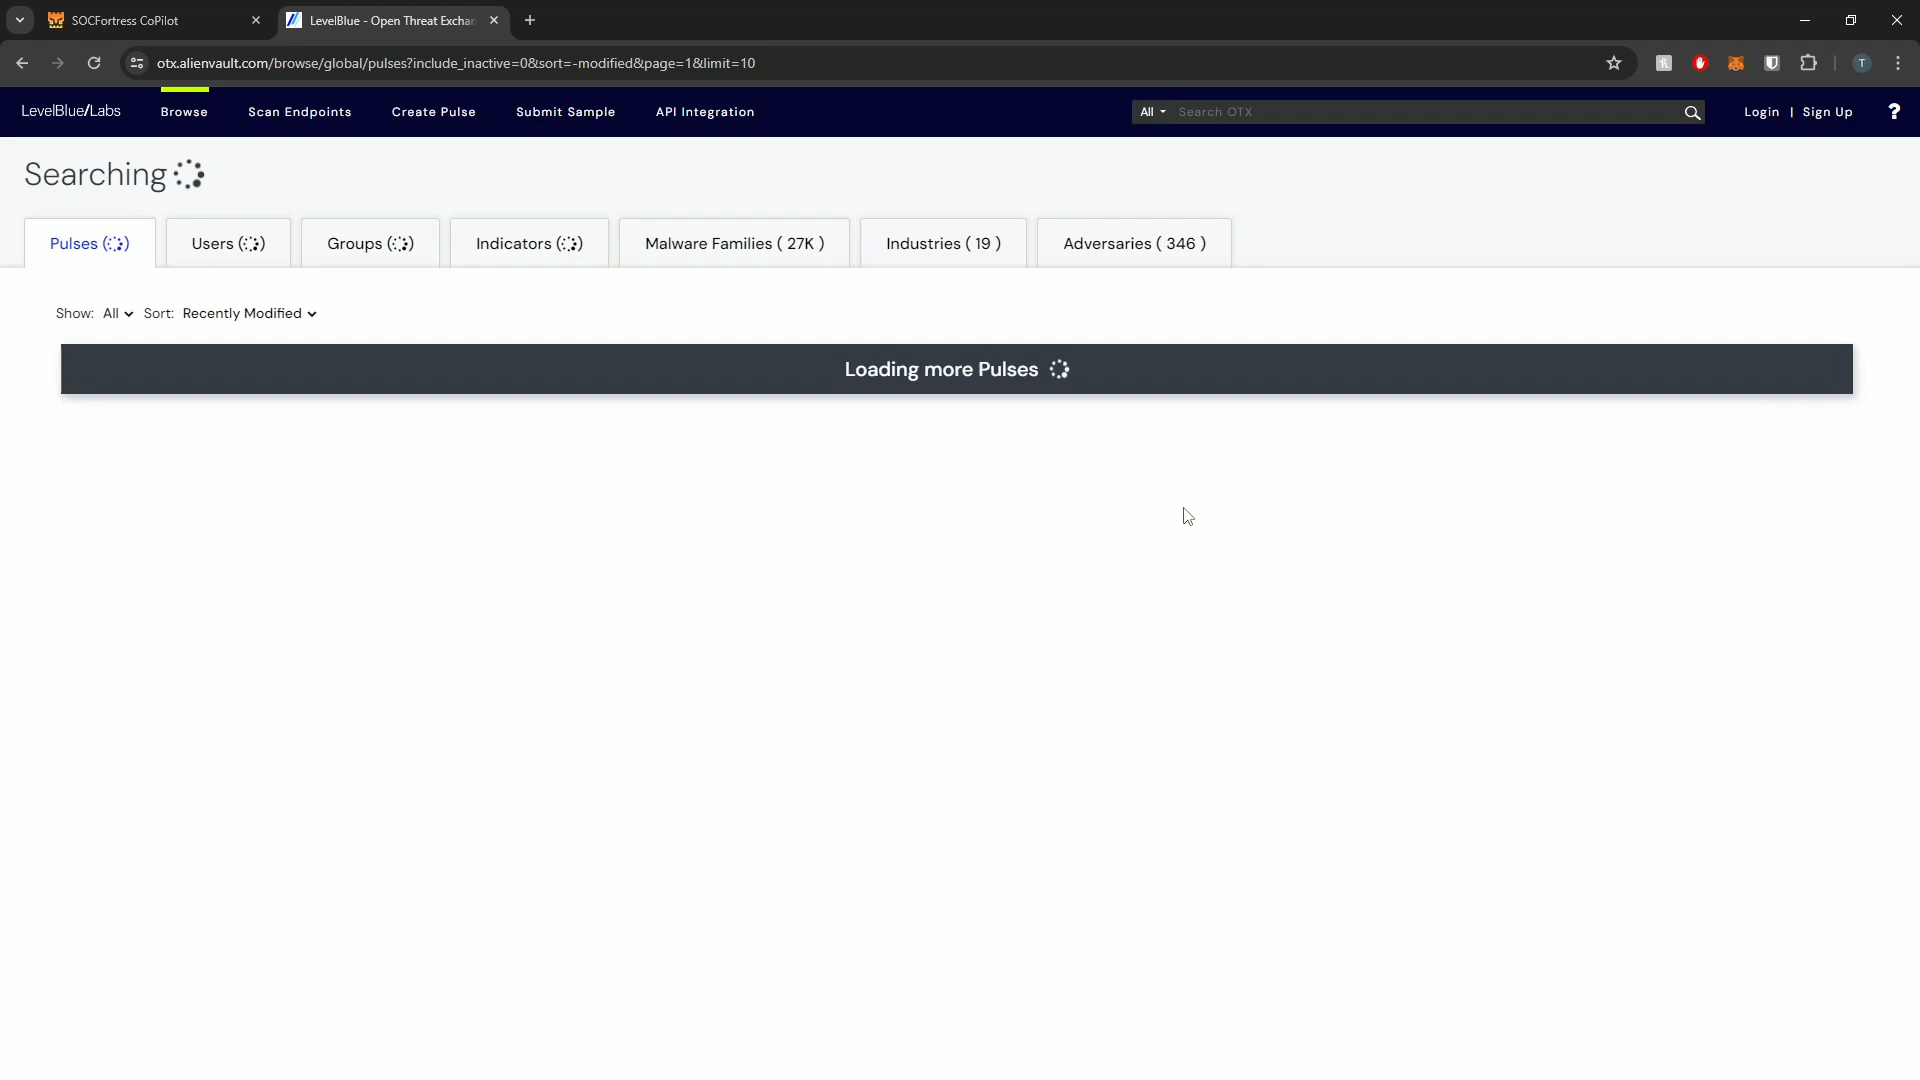 SOCFortress CoPilot
LevelBlue - Open Threat Exchan
otx.alienvault.com/browse/global/pulses?include_inactive=0&sort=-modified&page=1&limit=10
T
LevelBlue/Labs Browse Scan Endpoints Create Pulse Submit Sample API Integration All Search OTX Login | Sign Up ?
Searching
Pulses ( ) Users ( ) Groups ( ) Indicators ( ) Malware Families ( 27K ) Industries ( 19 ) Adversaries ( 346 )
Show: All Sort: Recently Modified
Loading more Pulses